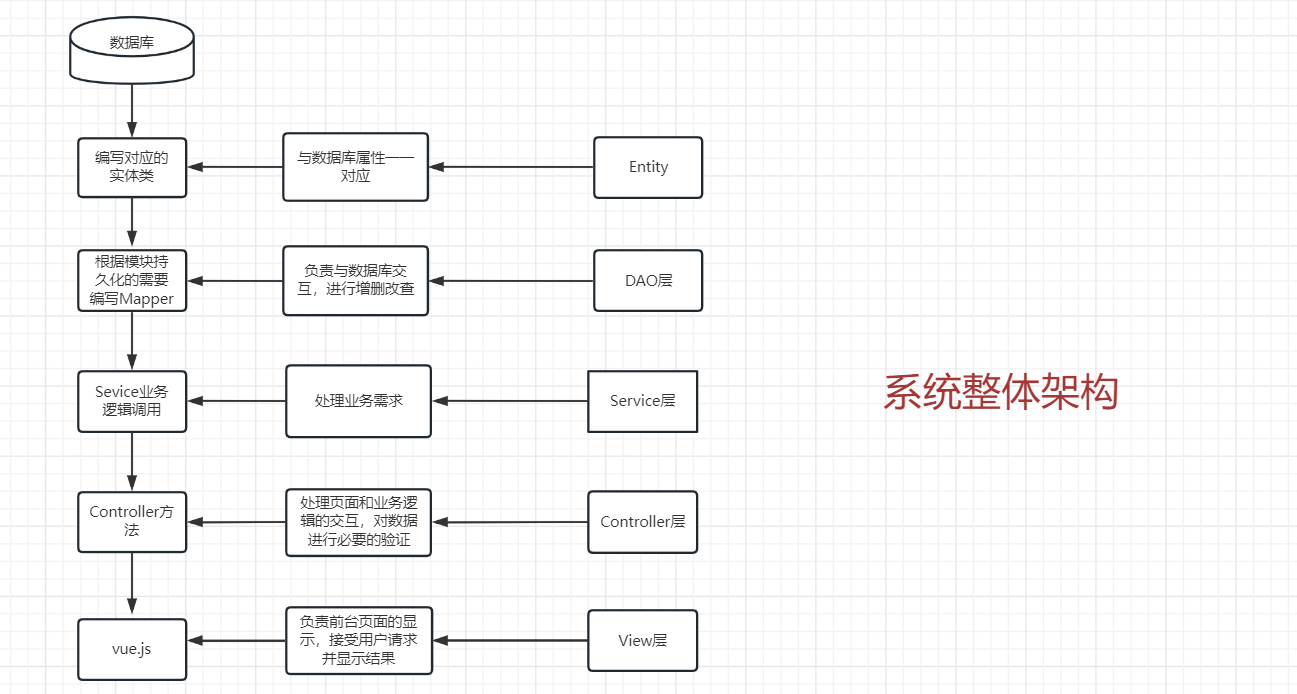 数据库
编写对应的
实体类
与数据库属性一一
对应
Entity
根据模块持
久化的需要
编写Mapper
负责与数据库交
互，进行增删改查
DAO层
Sevice业务
逻辑调用
处理业务需求
Service层
系统整体架构
Controller方
法
处理页面和业务逻
辑的交互，对数据
进行必要的验证
Controller层
vue.js
负责前台页面的显
示，接受用户请求
并显示结果
View层